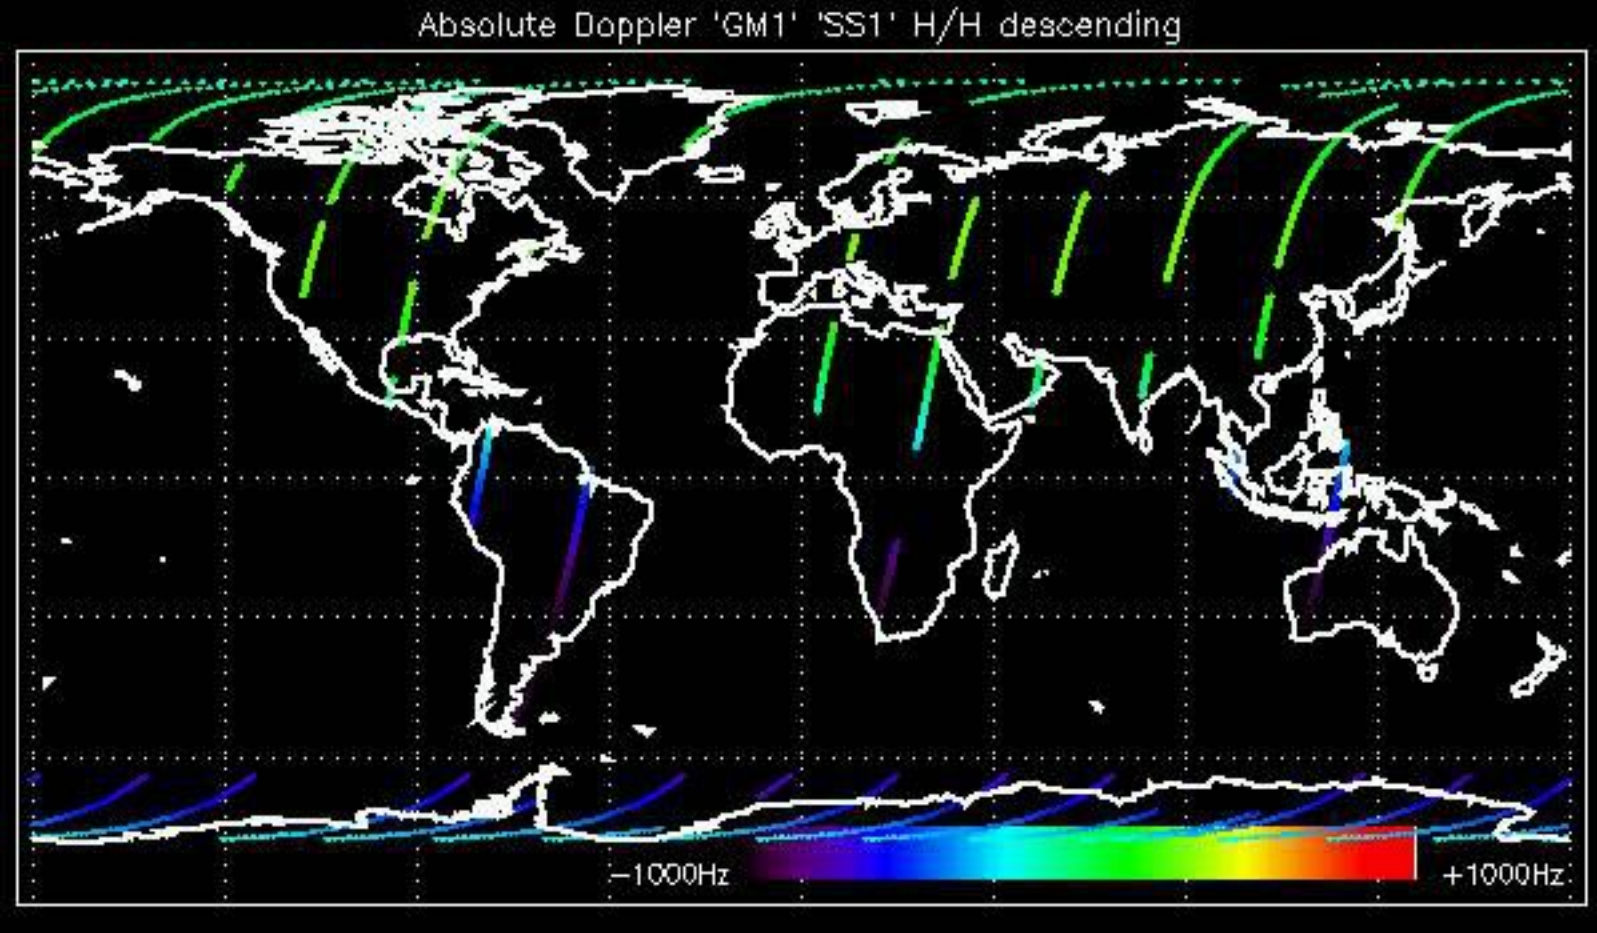 Absolute Doppler 'GM1' 'SS1' H/H descending
−1000Hz
+1000Hz